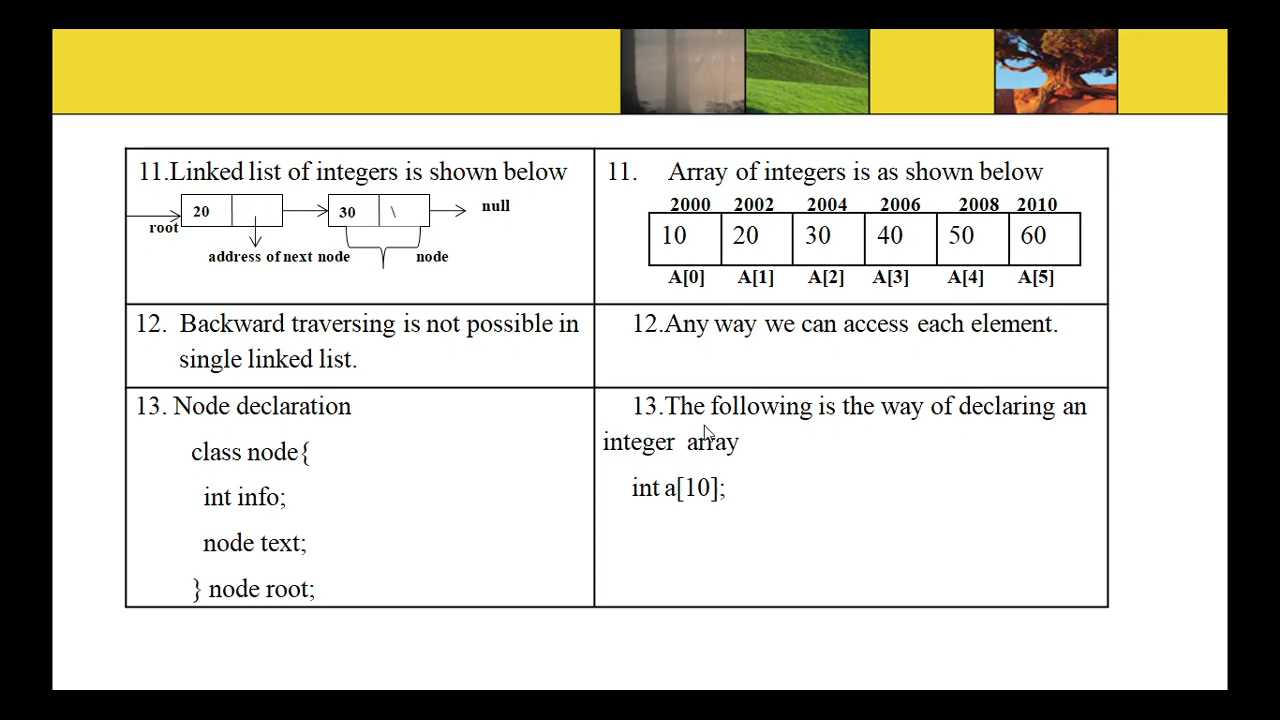 11.Linked list of integers is shown below
20
30
\
null
root
address of next node
node
11. Array of integers is as shown below
2000 2002 2004 2006 2008 2010
10 20 30 40 50 60
A[0] A[1] A[2] A[3] A[4] A[5]
12. Backward traversing is not possible in
single linked list.
12.Any way we can access each element.
13. Node declaration
class node{
int info;
node text;
} node root;
13.The following is the way of declaring an
integer array
int a[10];